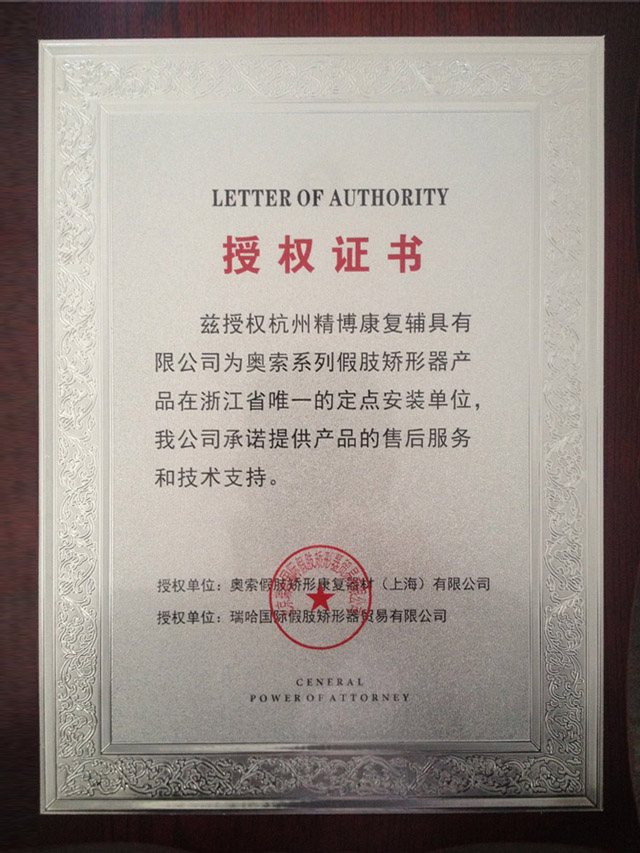 LETTER OF AUTHORITY
授权证书
兹授权杭州精博康复辅具有
限公司为奥索系列假肢矫形器产
品在浙江省唯一的定点安装单位，
我公司承诺提供产品的售后服务
和技术支持。
授权单位：奥索假肢矫形康复器材（上海）有限公司
授权单位：瑞哈国际假肢矫形器贸易有限公司
CENERAL
POWER OF ATTORNEY